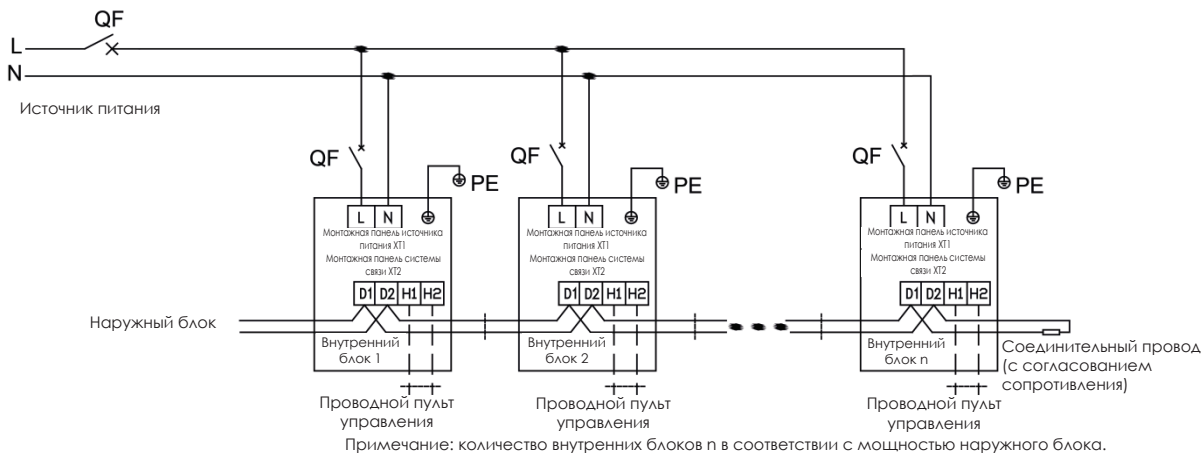 QF
L
N
Источник питания
QF
PE
QF
PE
QF
PE
L N
Монтажная панель источника
питания XT1
Монтажная панель системы
связи XT2
D1 D2 H1 H2
L N
Монтажная панель источника
питания XT1
Монтажная панель системы
связи XT2
D1 D2 H1 H2
L N
Монтажная панель источника
питания XT1
Монтажная панель системы
связи XT2
D1 D2 H1 H2
Наружный блок
Внутренний
блок 1
Внутренний
блок 2
Внутренний
блок n
Соединительный провод
(с согласованием
сопротивления)
Проводной пульт
управления
Проводной пульт
управления
Проводной пульт
управления
Примечание: количество внутренних блоков n в соответствии с мощностью наружного блока.